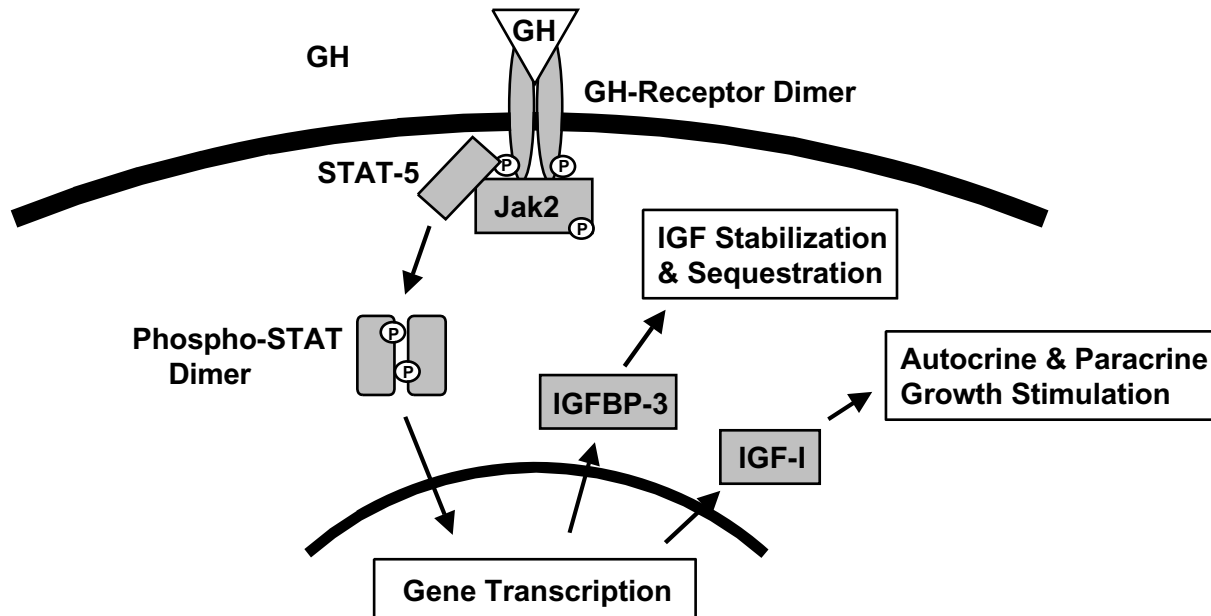 GH
GH
GH-Receptor Dimer
STAT-5
P
P
Jak2
P
IGF Stabilization
& Sequestration
Phospho-STAT
Dimer
P
P
Autocrine & Paracrine
Growth Stimulation
IGFBP-3
IGF-I
Gene Transcription